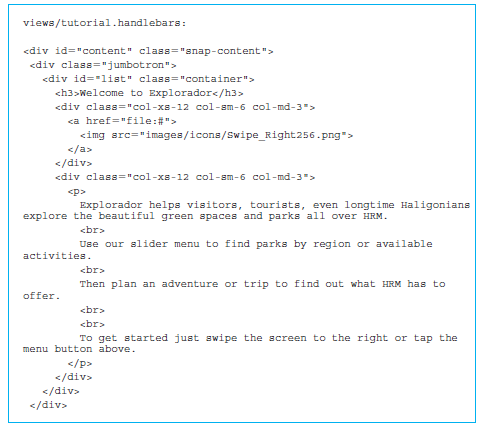 views/tutorial.handlebars:
<div id="content" class="snap-content">
<div class="jumbotron">
<div id="list" class="container">
<h3>Welcome to Explorador</h3>
<div class="col-xs-12 col-sm-6 col-md-3">
<a href="file:#">
<img src="images/icons/Swipe_Right256.png">
</a>
</div>
<div class="col-xs-12 col-sm-6 col-md-3">
<p>
Explorador helps visitors, tourists, even longtime Haligonians
explore the beautiful green spaces and parks all over HRM.
<br>
Use our slider menu to find parks by region or available
activities.
<br>
Then plan an adventure or trip to find out what HRM has to
offer.
<br>
<br>
To get started just swipe the screen to the right or tap the
menu button above.
</p>
</div>
</div>
</div>